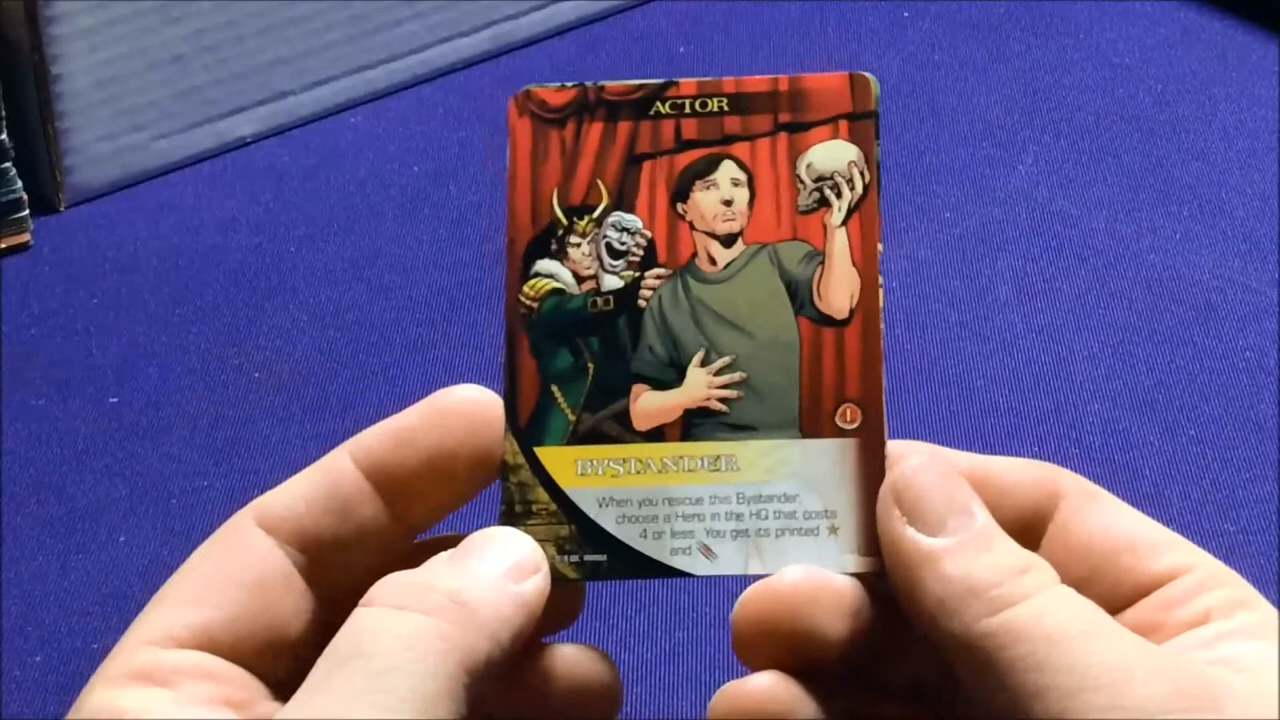 ACTOR
1
BYSTANDER
When you rescue this Bystander,
choose a Hero in the HQ that costs
4 or less. You get its printed
and